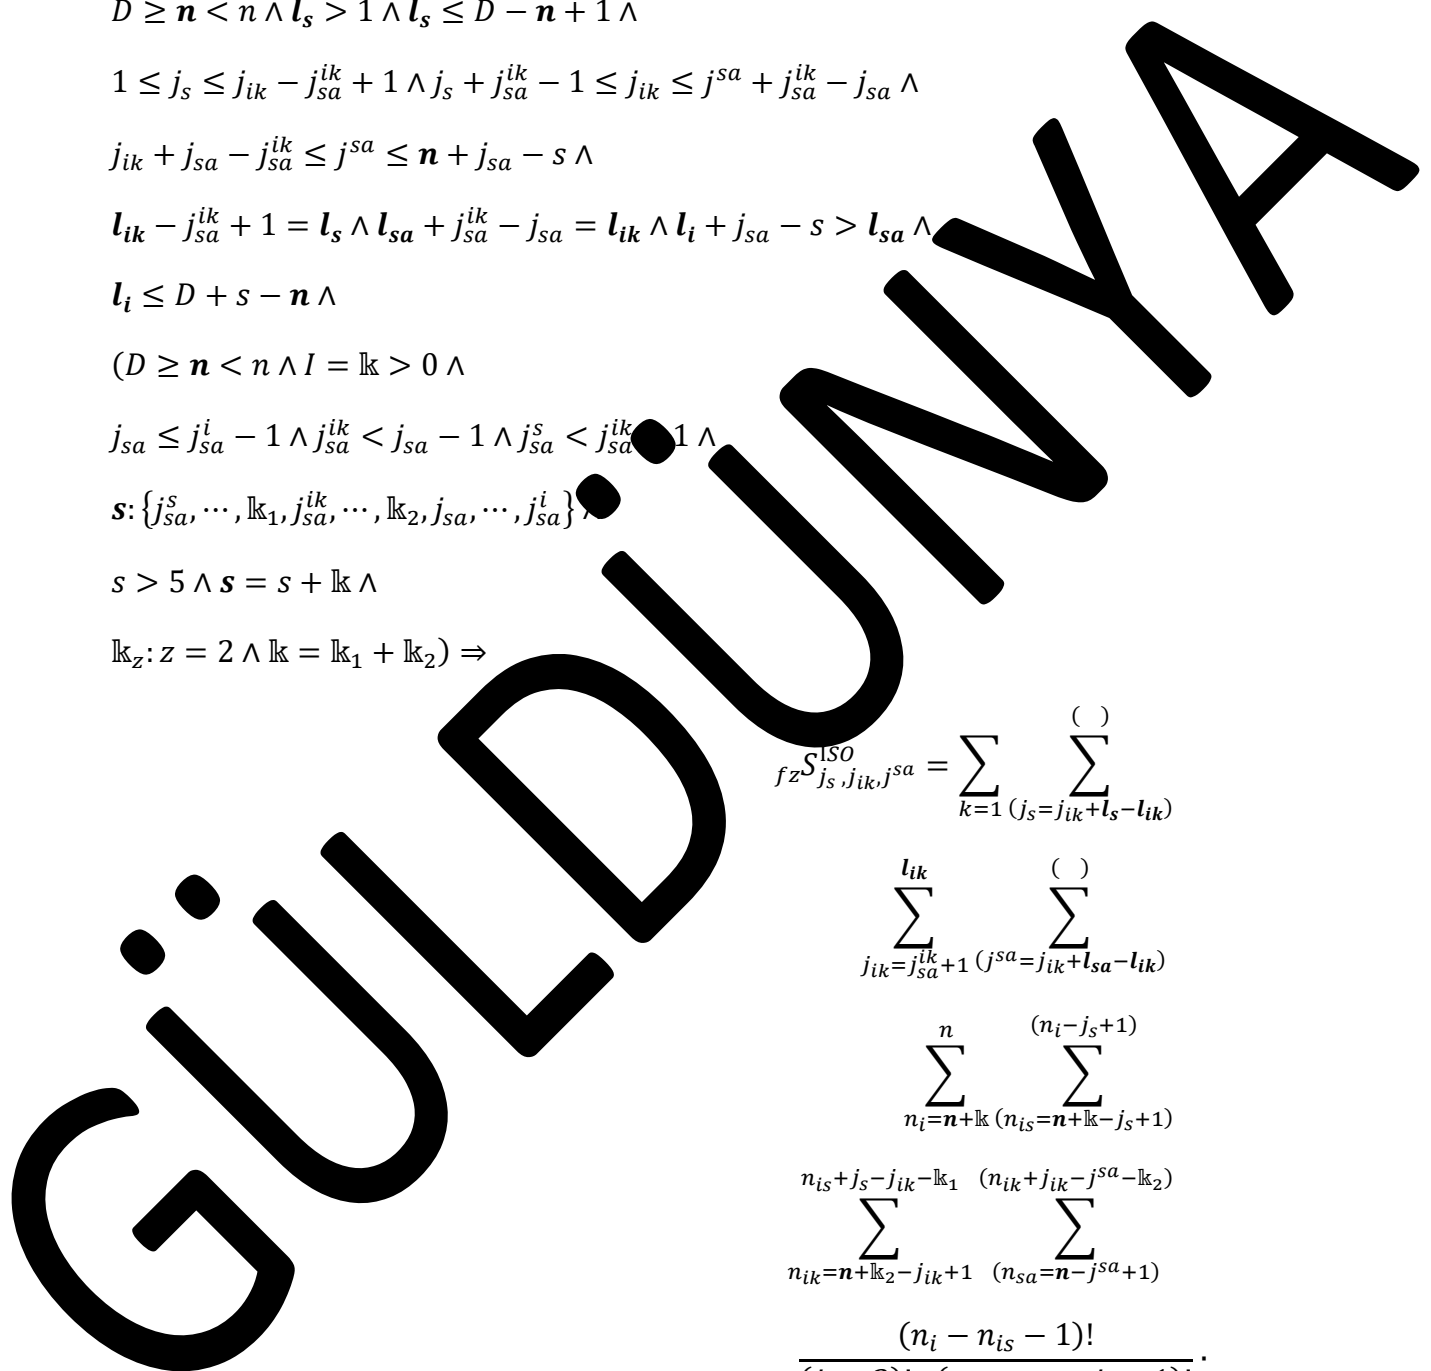 D ≥ n < n ∧ l_s > 1 ∧ l_s ≤ D − n + 1 ∧
1 ≤ j_s ≤ j_{ik} − j_{sa}^{ik} + 1 ∧ j_s + j_{sa}^{ik} − 1 ≤ j_{ik} ≤ j^{sa} + j_{sa}^{ik} − j_{sa} ∧
j_{ik} + j_{sa} − j_{sa}^{ik} ≤ j^{sa} ≤ n + j_{sa} − s ∧
l_{ik} − j_{sa}^{ik} + 1 = l_s ∧ l_{sa} + j_{sa}^{ik} − j_{sa} = l_{ik} ∧ l_i + j_{sa} − s > l_{sa} ∧
l_i ≤ D + s − n ∧
(D ≥ n < n ∧ I = 𝕜 > 0 ∧
j_{sa} ≤ j_{sa}^i − 1 ∧ j_{sa}^{ik} < j_{sa} − 1 ∧ j_{sa}^s < j_{sa}^{ik} 1 ∧
s: {j_{sa}^s, ⋯, 𝕜_1, j_{sa}^{ik}, ⋯, 𝕜_2, j_{sa}, ⋯, j_{sa}^i} ∧
s > 5 ∧ s = s + 𝕜 ∧
𝕜_z: z = 2 ∧ 𝕜 = 𝕜_1 + 𝕜_2) ⇒
_{fz}S_{j_s, j_{ik}, j^{sa}}^{ISO} = ∑_{k=1} ∑_{(j_s=j_{ik}+l_s−l_{ik})}^{( )}
∑_{j_{ik}=j_{sa}^{ik}+1}^{l_{ik}} ∑_{(j^{sa}=j_{ik}+l_{sa}−l_{ik})}^{( )}
∑_{n_i=n+𝕜}^{n} ∑_{(n_{is}=n+𝕜−j_s+1)}^{(n_i−j_s+1)}
∑_{n_{ik}=n+𝕜_2−j_{ik}+1}^{n_{is}+j_s−j_{ik}−𝕜_1} ∑_{(n_{sa}=n−j^{sa}+1)}^{(n_{ik}+j_{ik}−j^{sa}−𝕜_2)}
(n_i − n_{is} − 1)! ·
GÜLDÜNYA